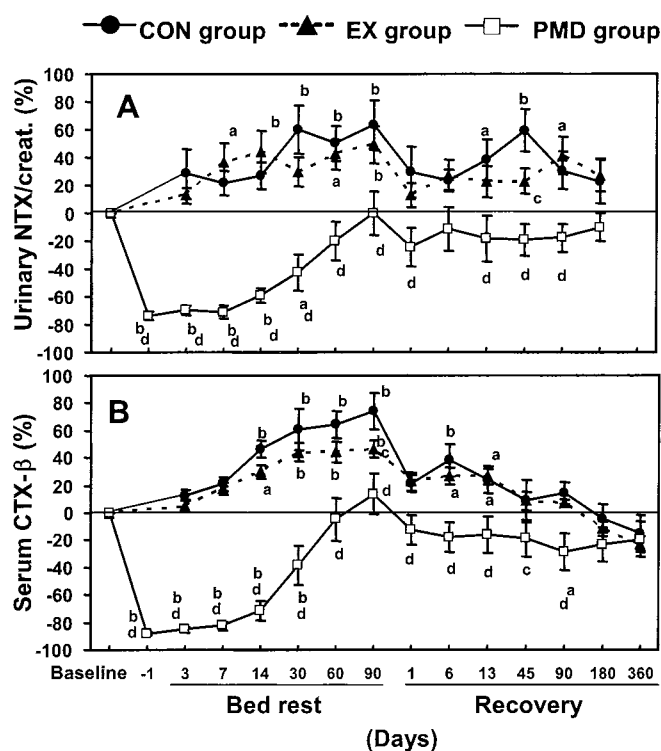 CON group EX group PMD group
A
Urinary NTX/creat. (%)
100
80
60
40
20
0
-20
-40
-60
-80
-100
a b b b a b a
a c
d d d d d d
b b b b a
d d d d d
B
Serum CTX-β (%)
100
80
60
40
20
0
-20
-40
-60
-80
-100
b b b b b a
a b b b c a
d
d d d d c d a
b b b b b
d d d d d
Baseline -1 3 7 14 30 60 90 1 6 13 45 90 180 360
Bed rest Recovery
(Days)